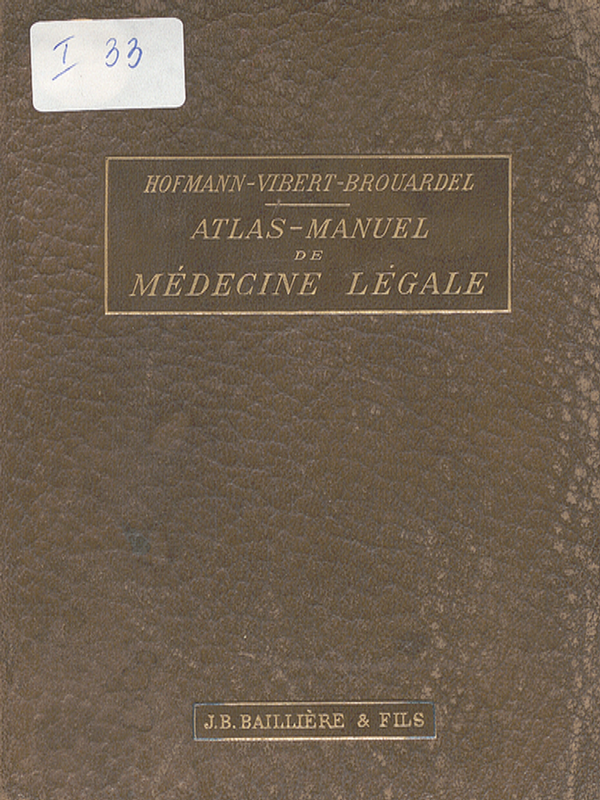 I 33
HOFMANN-VIBERT-BROUARDEL
ATLAS-MANUEL
DE
MÉDECINE LÉGALE
J.B. BAILLIÈRE & FILS